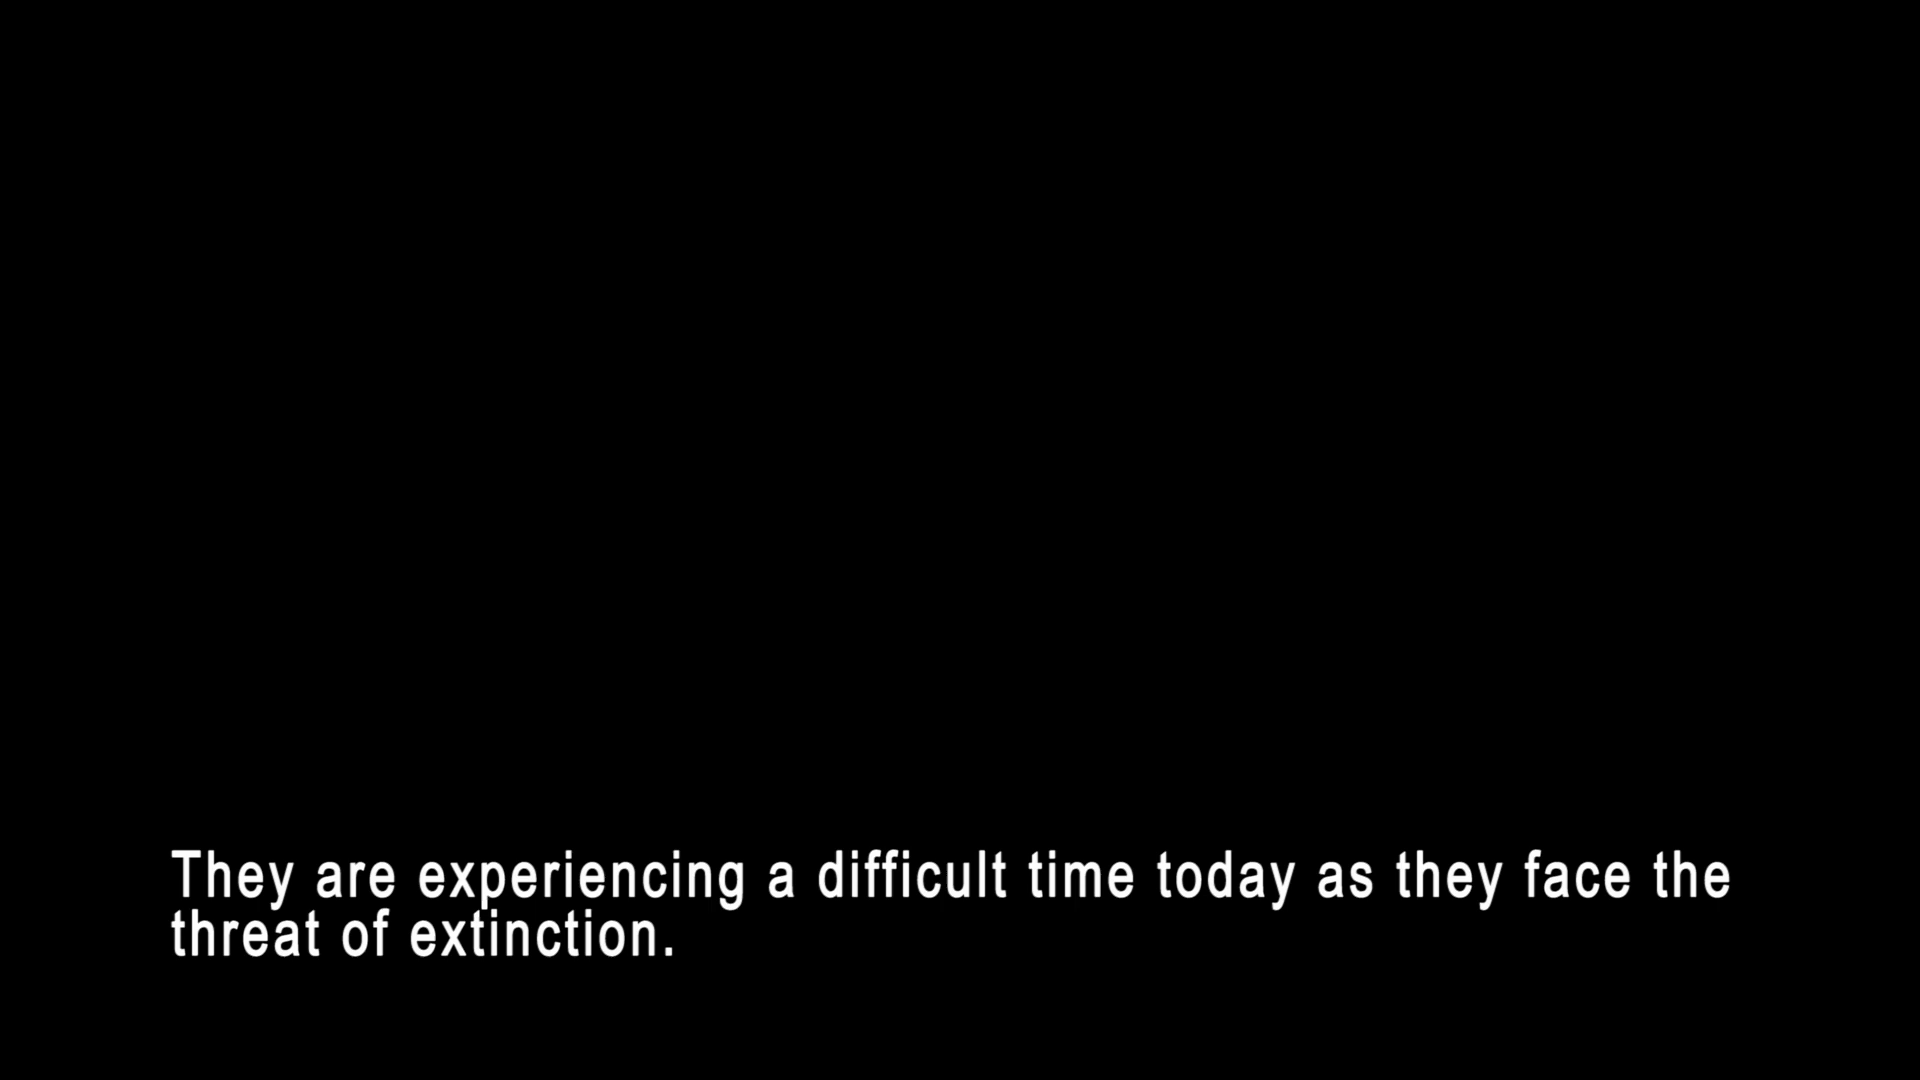 They are experiencing a difficult time today as they face the
threat of extinction.